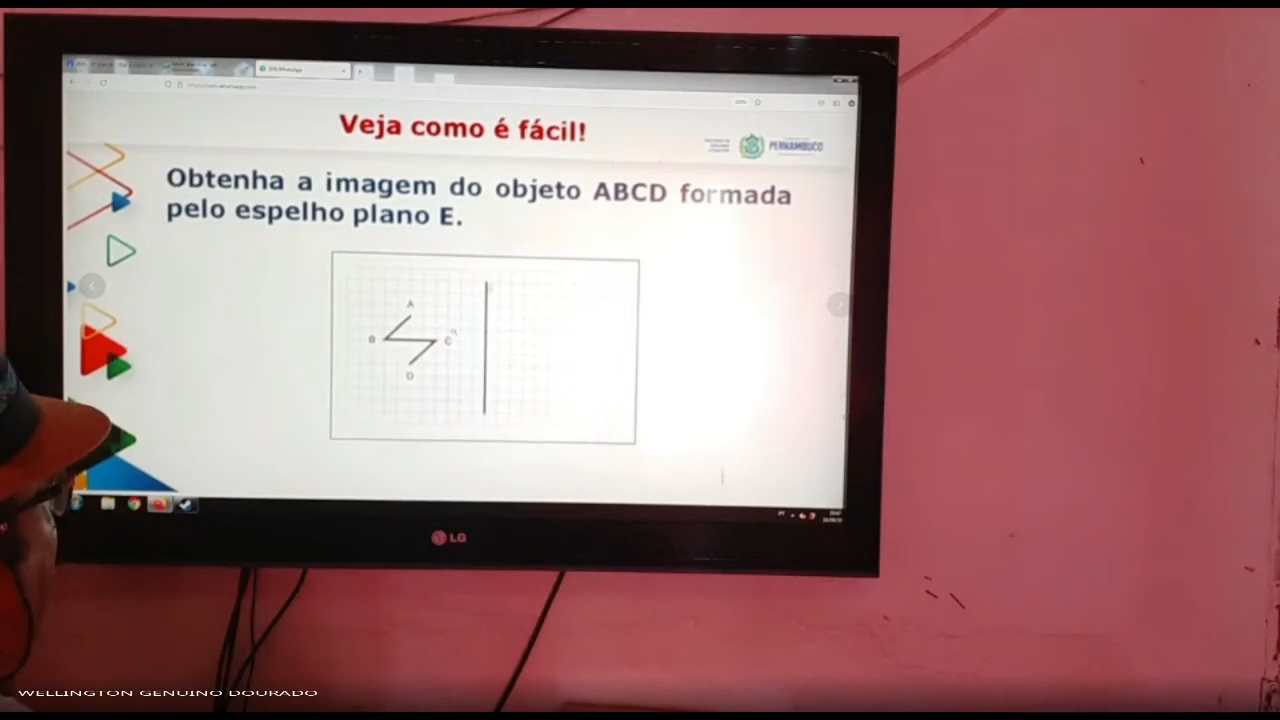 Veja como é fácil!
PERNAMBUCO
Obtenha a imagem do objeto ABCD formada
pelo espelho plano E.
A
B
C
D
LG
WELLINGTON GENUINO DOURADO